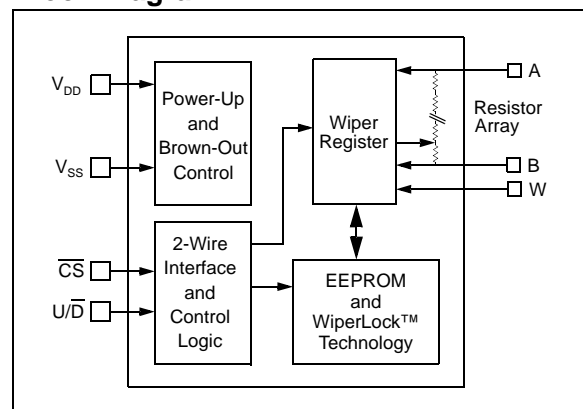 V_DD
V_SS
Power-Up
and
Brown-Out
Control
Wiper
Register
A
Resistor
Array
B
W
C̅S̅
U/D̅
2-Wire
Interface
and
Control
Logic
EEPROM
and
WiperLock™
Technology